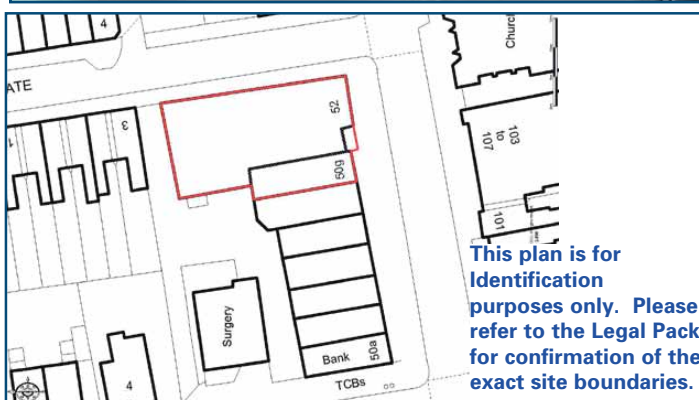 4
Church
ATE
52
3
103
to
107
50g
101
This plan is for
Identification
purposes only. Please
refer to the Legal Pack
for confirmation of the
exact site boundaries.
Surgery
Bank
50a
4
TCBs